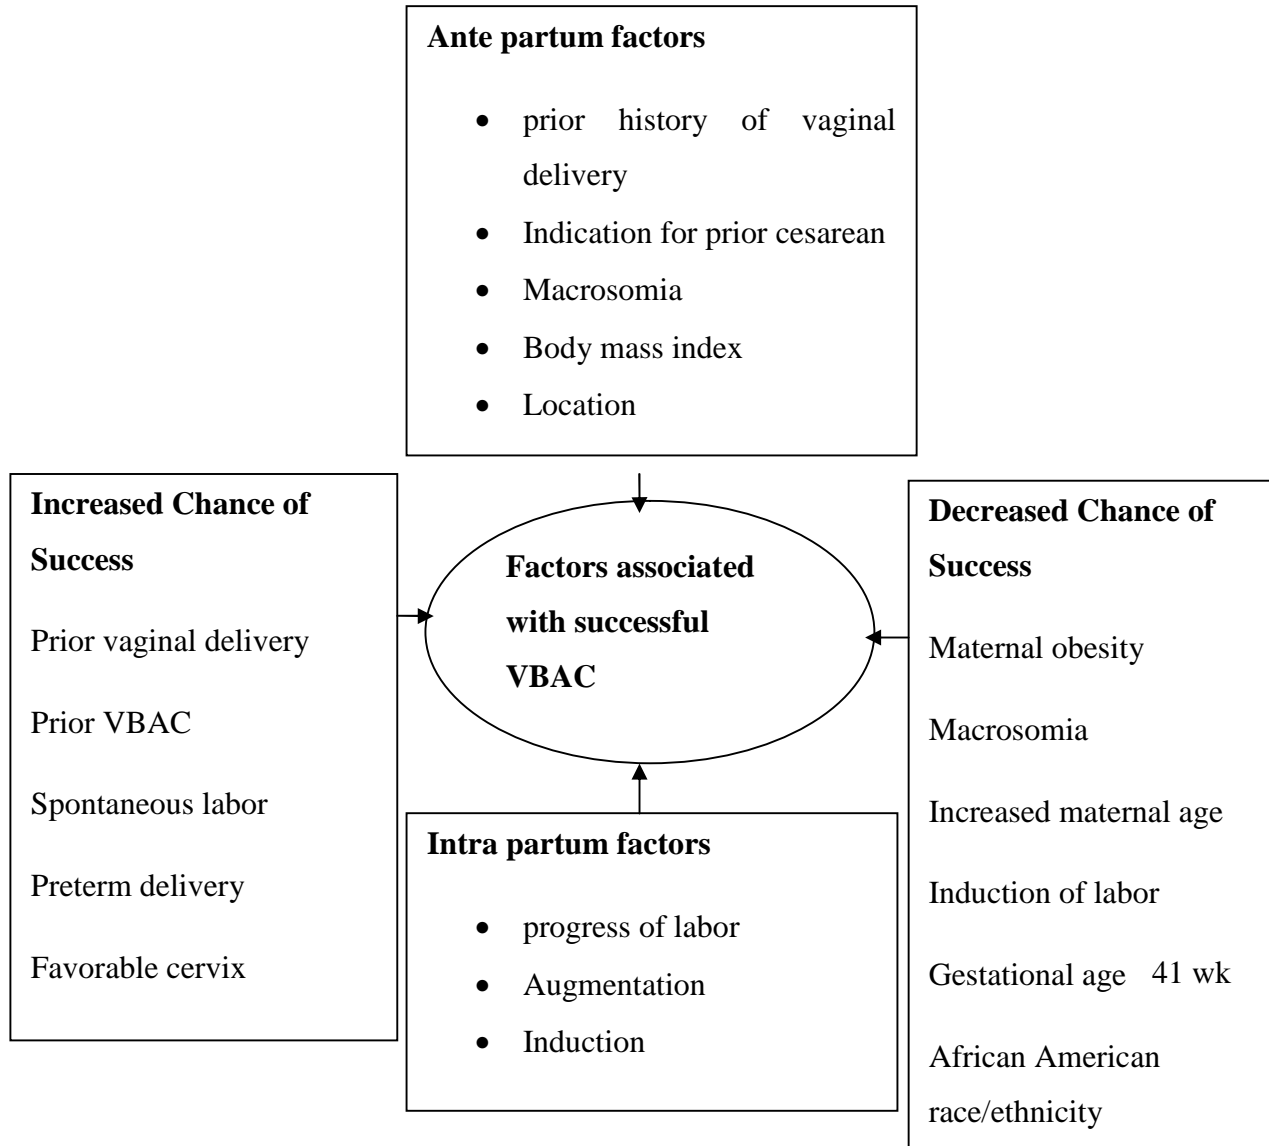 Ante partum factors
• prior history of vaginal
delivery
• Indication for prior cesarean
• Macrosomia
• Body mass index
• Location
Increased Chance of
Success
Prior vaginal delivery
Prior VBAC
Spontaneous labor
Preterm delivery
Favorable cervix
Factors associated
with successful
VBAC
Decreased Chance of
Success
Maternal obesity
Macrosomia
Increased maternal age
Induction of labor
Gestational age 41 wk
African American
race/ethnicity
Intra partum factors
• progress of labor
• Augmentation
• Induction